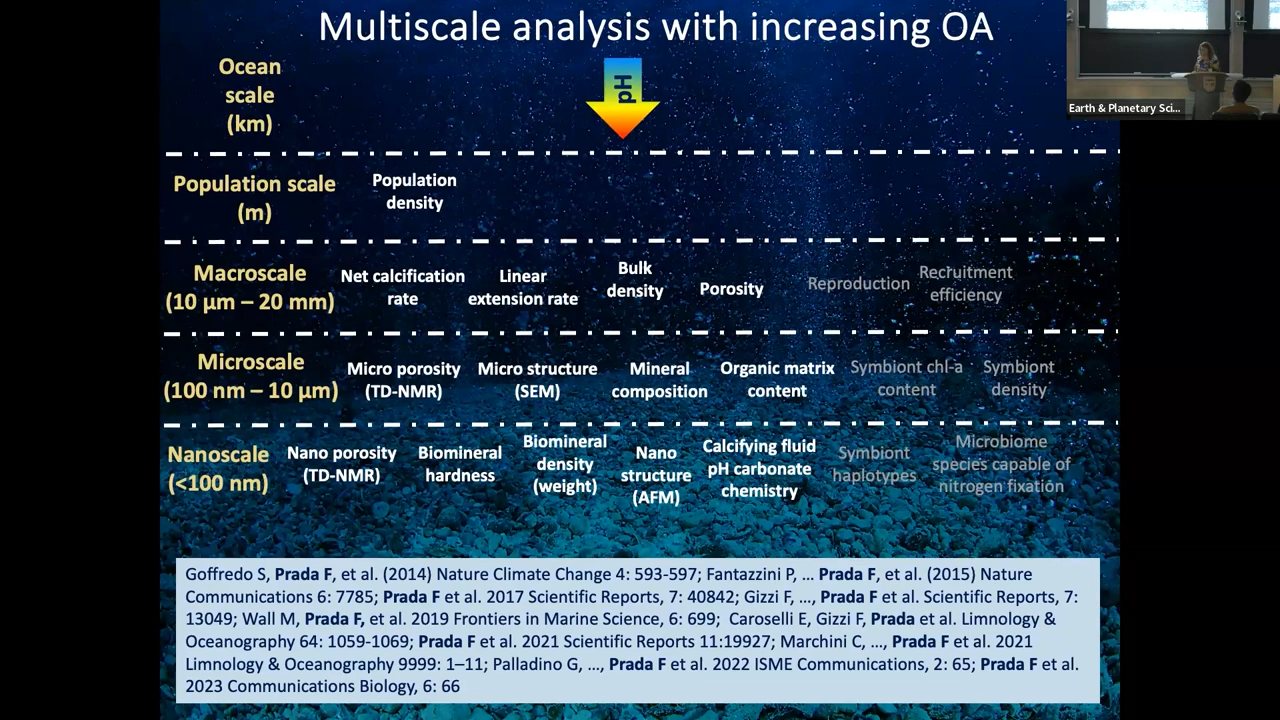 Multiscale analysis with increasing OA
Ocean
scale
(km)
pH
Earth & Planetary Sci...
Population scale
(m)
Population
density
Macroscale
(10 µm – 20 mm)
Net calcification
rate
Linear
extension rate
Bulk
density
Porosity
Reproduction
Recruitment
efficiency
Microscale
(100 nm – 10 µm)
Micro porosity
(TD-NMR)
Micro structure
(SEM)
Mineral
composition
Organic matrix
content
Symbiont chl-a
content
Symbiont
density
Nanoscale
(<100 nm)
Nano porosity
(TD-NMR)
Biomineral
hardness
Biomineral
density
(weight)
Nano
structure
(AFM)
Calcifying fluid
pH carbonate
chemistry
Symbiont
haplotypes
Microbiome
species capable of
nitrogen fixation
Goffredo S, Prada F, et al. (2014) Nature Climate Change 4: 593-597; Fantazzini P, ... Prada F, et al. (2015) Nature
Communications 6: 7785; Prada F et al. 2017 Scientific Reports, 7: 40842; Gizzi F, ..., Prada F et al. Scientific Reports, 7:
13049; Wall M, Prada F, et al. 2019 Frontiers in Marine Science, 6: 699; Caroselli E, Gizzi F, Prada et al. Limnology &
Oceanography 64: 1059-1069; Prada F et al. 2021 Scientific Reports 11:19927; Marchini C, ..., Prada F et al. 2021
Limnology & Oceanography 9999: 1–11; Palladino G, ..., Prada F et al. 2022 ISME Communications, 2: 65; Prada F et al.
2023 Communications Biology, 6: 66